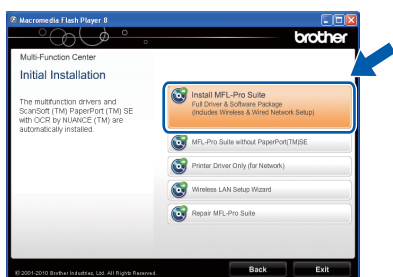 Macromedia Flash Player 8
brother
Multi-Function Center
Initial Installation
The multifunction drivers and
ScanSoft (TM) PaperPort (TM) SE
with OCR by NUANCE (TM) are
automatically installed.
Install MFL-Pro Suite
Full Driver & Software Package
(Includes Wireless & Wired Network Setup)
MFL-Pro Suite without PaperPort(TM)SE
Printer Driver Only (for Network)
Wireless LAN Setup Wizard
Repair MFL-Pro Suite
© 2001-2010 Brother Industries, Ltd. All Rights Reserved.
Back
Exit